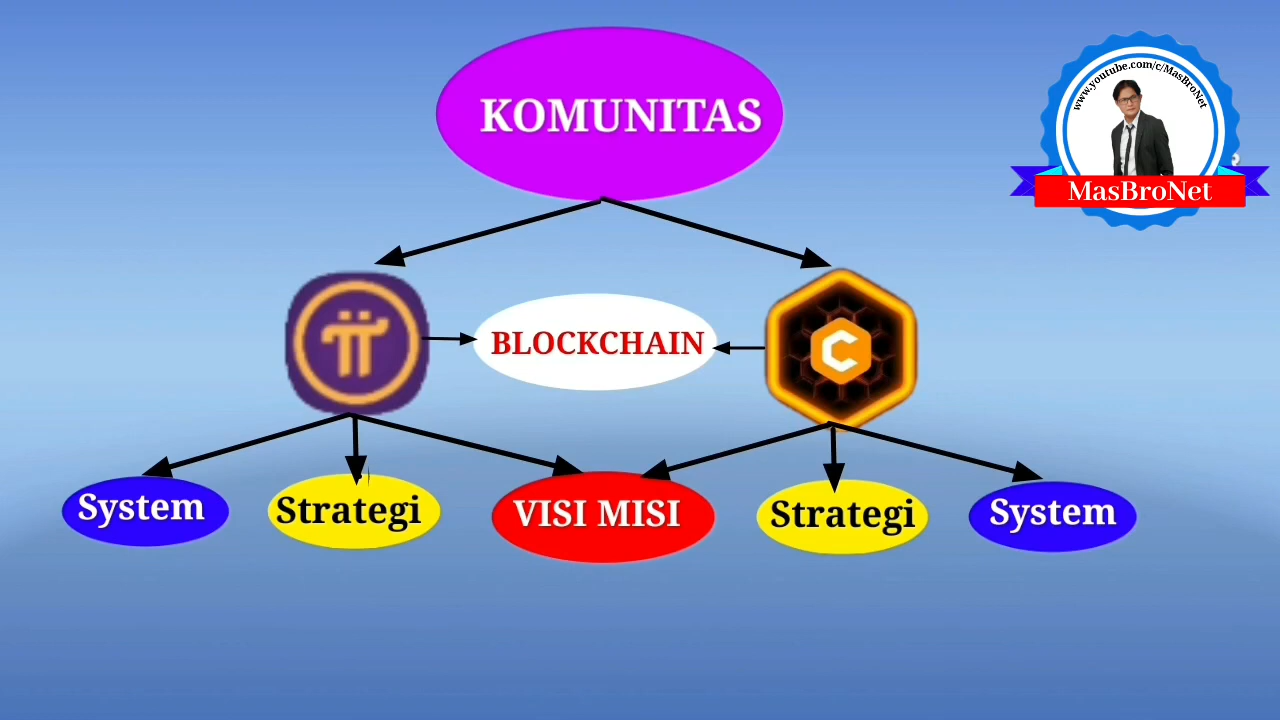 KOMUNITAS
www.youtube.com/c/MasBroNet
MasBroNet
BLOCKCHAIN
C
System
Strategi
VISI MISI
Strategi
System